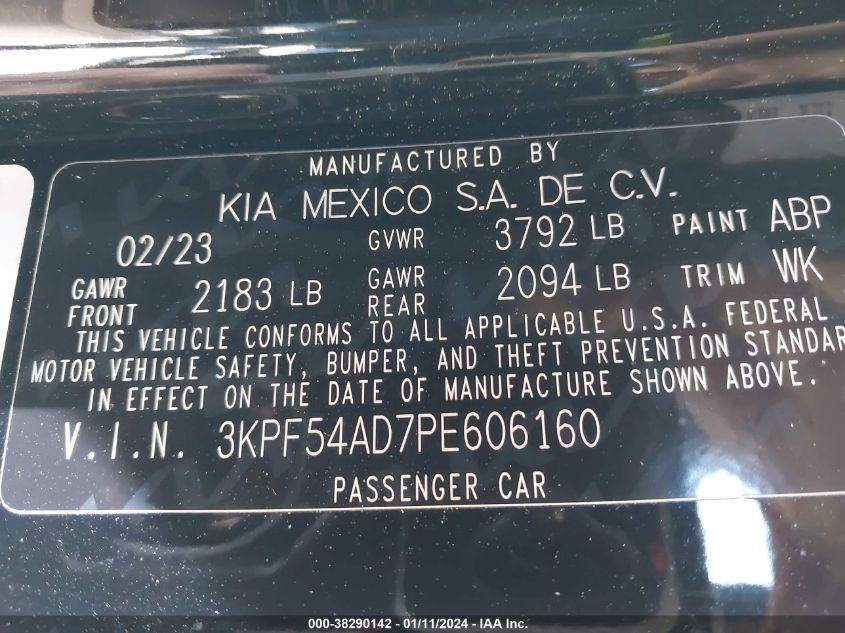 MANUFACTURED BY
KIA MEXICO S.A. DE C.V.
02/23 GVWR 3792 LB PAINT ABP
GAWR FRONT 2183 LB GAWR REAR 2094 LB TRIM WK
THIS VEHICLE CONFORMS TO ALL APPLICABLE U.S.A. FEDERAL
MOTOR VEHICLE SAFETY, BUMPER, AND THEFT PREVENTION STANDAR
IN EFFECT ON THE DATE OF MANUFACTURE SHOWN ABOVE.
V.I.N. 3KPF54AD7PE606160
PASSENGER CAR
000-38290142 - 01/11/2024 - IAA Inc.